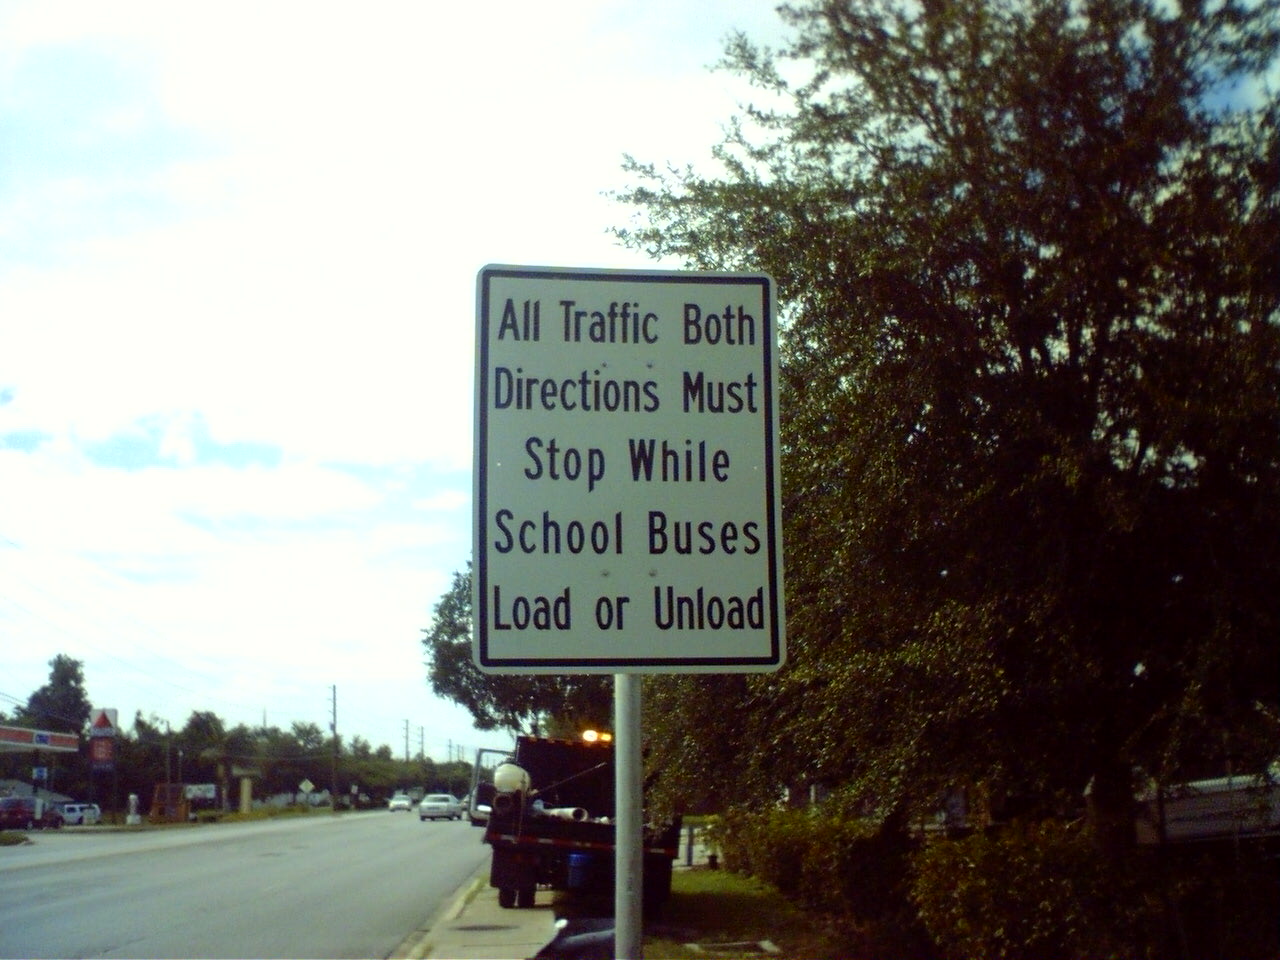 All Traffic Both
Directions Must
Stop While
School Buses
Load or Unload